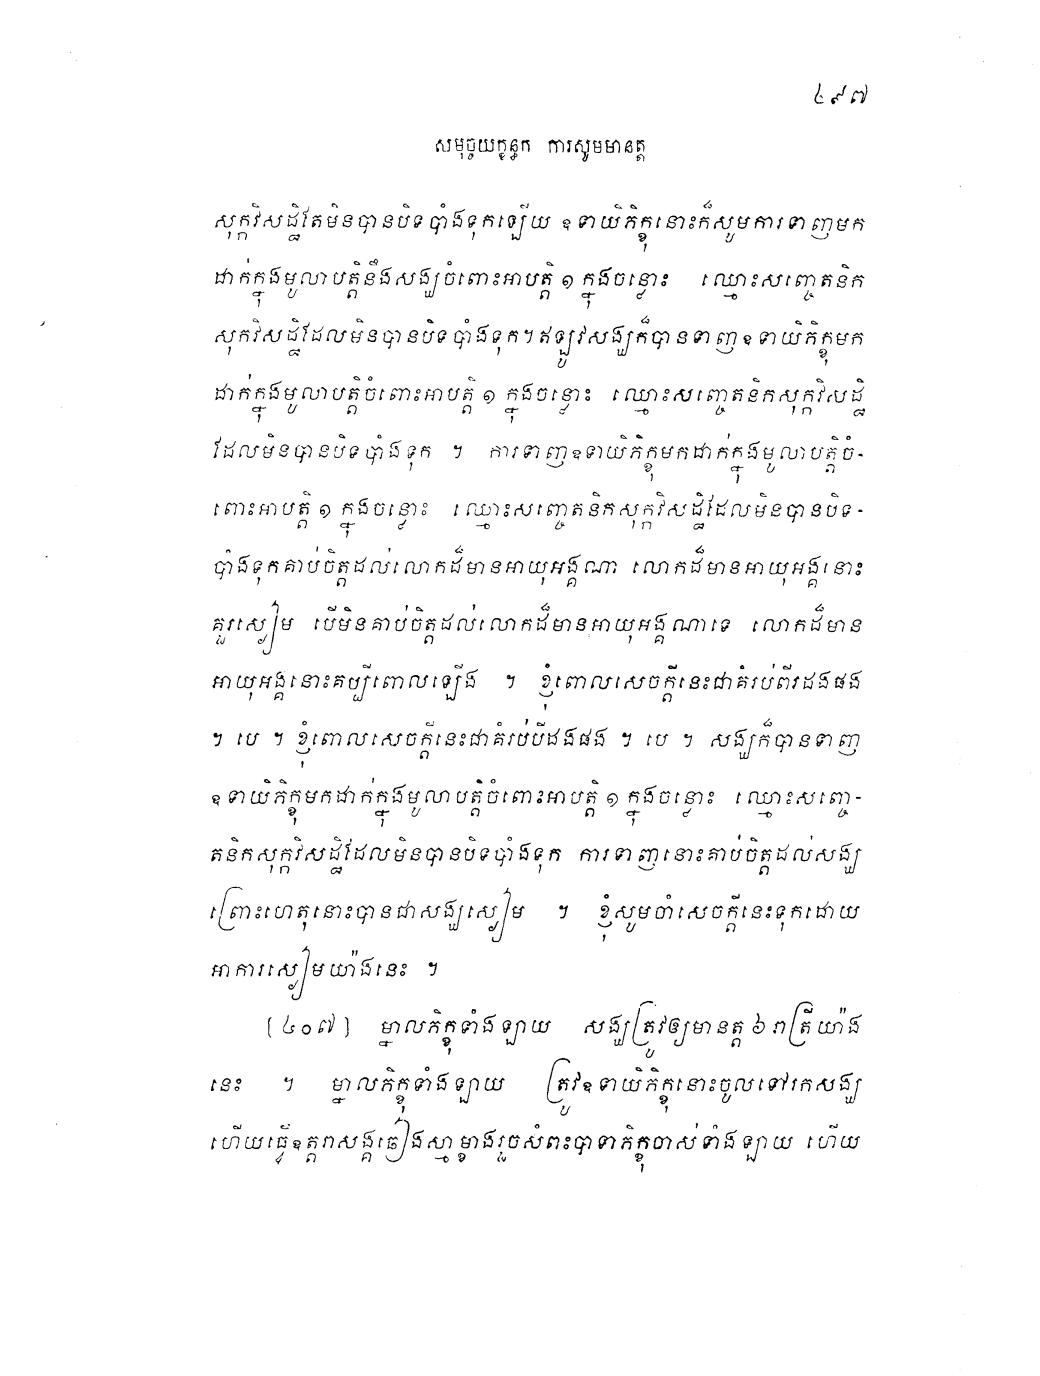 ៤៩៧
សមុច្ចយក្ខន្ធក ការសូមមានត្ត
សុក្កវិសដ្ឋិតែមិនបានបិទបាំងទុកឡើយ ឧទាយិភិក្ខុនោះក៏សូមការទាញមក
ដាក់ក្នុងមូលាបត្តិនឹងសង្ឃចំពោះអាបត្តិ ១ ក្នុងចន្លោះ ឈ្មោះសញ្ចេតនិក
សុកវិសដ្ឋិដែលមិនបានបិទបាំងទុក។ ឥឡូវសង្ឃក៏បានទាញឧទាយិភិក្ខុមក
ដាក់ក្នុងមូលាបត្តិចំពោះអាបត្តិ ១ ក្នុងចន្លោះ ឈ្មោះសញ្ចេតនិកសុក្កវិសដ្ឋិ
ដែលមិនបានបិទបាំងទុក ។ ការទាញឧទាយិភិក្ខុមកដាក់ក្នុងមូលាបត្តិចំ-
ពោះអាបត្តិ ១ ក្នុងចន្លោះ ឈ្មោះសញ្ចេតនិកសុក្កវិសដ្ឋិដែលមិនបានបិទ-
បាំងទុកគាប់ចិត្តដល់លោកដ៏មានអាយុអង្គណា លោកដ៏មានអាយុអង្គនោះ
គួរស្ងៀម បើមិនគាប់ចិត្តដល់លោកដ៏មានអាយុអង្គណាទេ លោកដ៏មាន
អាយុអង្គនោះគប្បីពោលឡើង ។ ខ្ញុំពោលសេចក្តីនេះជាគំរប់ពីរដងផង
។ បេ ។ ខ្ញុំពោលសេចក្តីនេះជាគំរប់បីដងផង ។ បេ ។ សង្ឃក៏បានទាញ
ឧទាយិភិក្ខុមកដាក់ក្នុងមូលាបត្តិចំពោះអាបត្តិ ១ ក្នុងចន្លោះ ឈ្មោះសញ្ចេ-
តនិកសុក្កវិសដ្ឋិដែលមិនបានបិទបាំងទុក ការទាញនោះគាប់ចិត្តដល់សង្ឃ
ព្រោះហេតុនោះបានជាសង្ឃស្ងៀម ។ ខ្ញុំសូមចាំសេចក្តីនេះទុកដោយ
អាការស្ងៀមយ៉ាងនេះ ។
(៤០៧) ម្នាលភិក្ខុទាំងឡាយ សង្ឃត្រូវឲ្យមានត្ត ៦ រាត្រីយ៉ាង
នេះ ។ ម្នាលភិក្ខុទាំងឡាយ ត្រូវឧទាយិភិក្ខុនោះចូលទៅរកសង្ឃ
ហើយធ្វើឧត្តរាសង្គឆៀងស្មាម្ខាងរួចសំពះបាទាភិក្ខុចាស់ទាំងឡាយ ហើយ